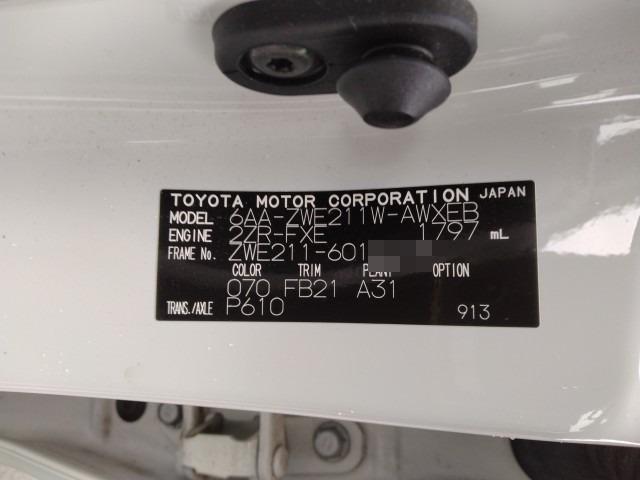 TOYOTA MOTOR CORPORATION JAPAN
MODEL 6AA-ZWE211W-AWXEB
ENGINE 2ZR-FXE 1797 mL
FRAME No. ZWE211-601
COLOR TRIM PLANT OPTION
070 FB21 A31
TRANS./AXLE P610 913